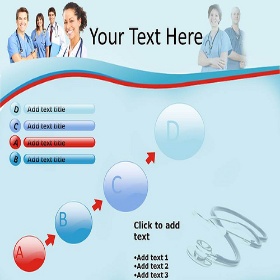 Your Text Here
D Add text title
C Add text title
A Add text title
B Add text title
D
C
B
A
Click to add
text
•Add text 1
•Add text 2
•Add text 3